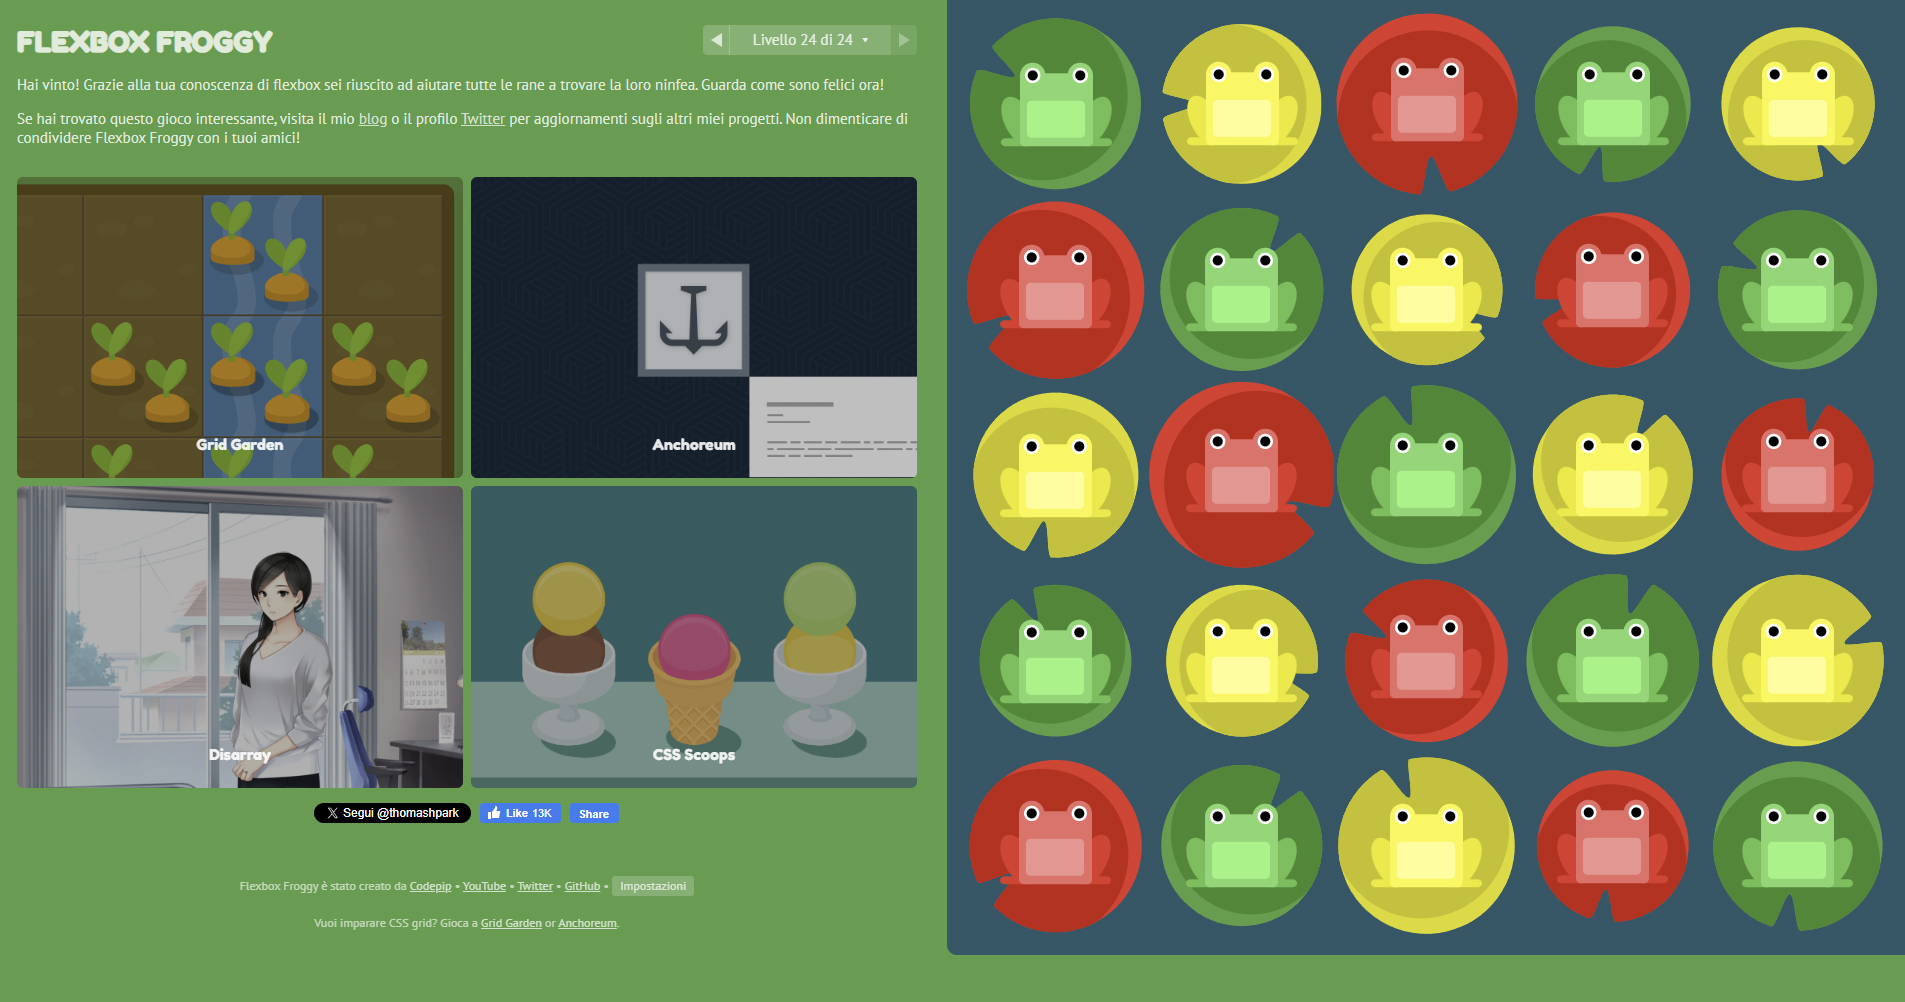 FLEXBOX FROGGY
Livello 24 di 24
Hai vinto! Grazie alla tua conoscenza di flexbox sei riuscito ad aiutare tutte le rane a trovare la loro ninfea. Guarda come sono felici ora!
Se hai trovato questo gioco interessante, visita il mio blog o il profilo Twitter per aggiornamenti sugli altri miei progetti. Non dimenticare di
condividere Flexbox Froggy con i tuoi amici!
Grid Garden
Anchoreum
Disarray
CSS Scoops
Segui @thomashpark
Like 13K
Share
Flexbox Froggy è stato creato da Codepip • YouTube • Twitter • GitHub • Impostazioni
Vuoi imparare CSS grid? Gioca a Grid Garden or Anchoreum.